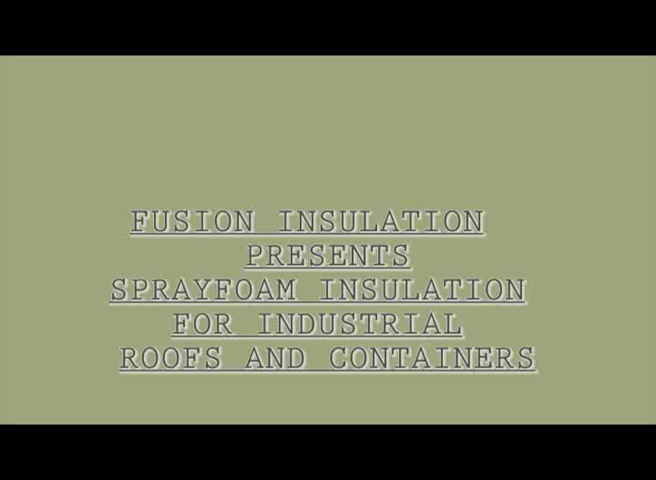 FUSION INSULATION
PRESENTS
SPRAYFOAM INSULATION
FOR INDUSTRIAL
ROOFS AND CONTAINERS